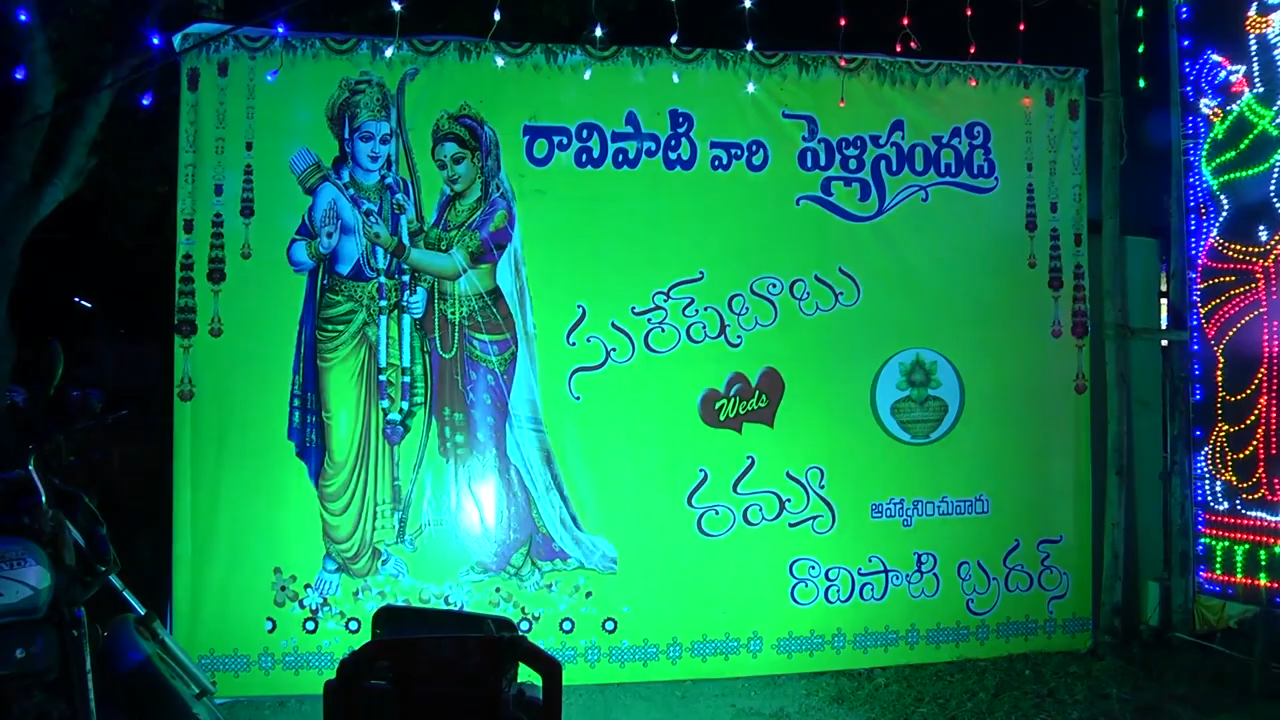 రావిపాటి వారి పెళ్లిసందడి
సురేష్‌బాబు
Weds
రమ్య
ఆహ్వానించువారు
రావిపాటి బ్రదర్స్